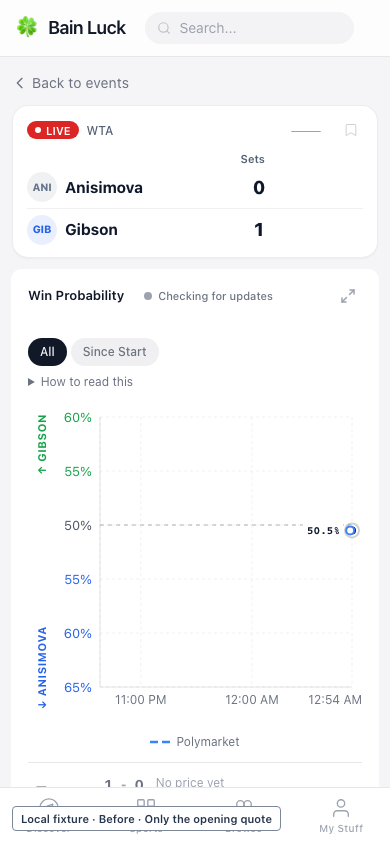 Bain Luck
Search...
Back to events
LIVE WTA
Sets
ANI Anisimova 0
GIB Gibson 1
Win Probability Checking for updates
All Since Start
How to read this
↑ GIBSON
↓ ANISIMOVA
60%
55%
50%
50.5%
55%
60%
65%
11:00 PM 12:00 AM 12:54 AM
Polymarket
1 - 0 No price yet
Local fixture · Before · Only the opening quote
My Stuff